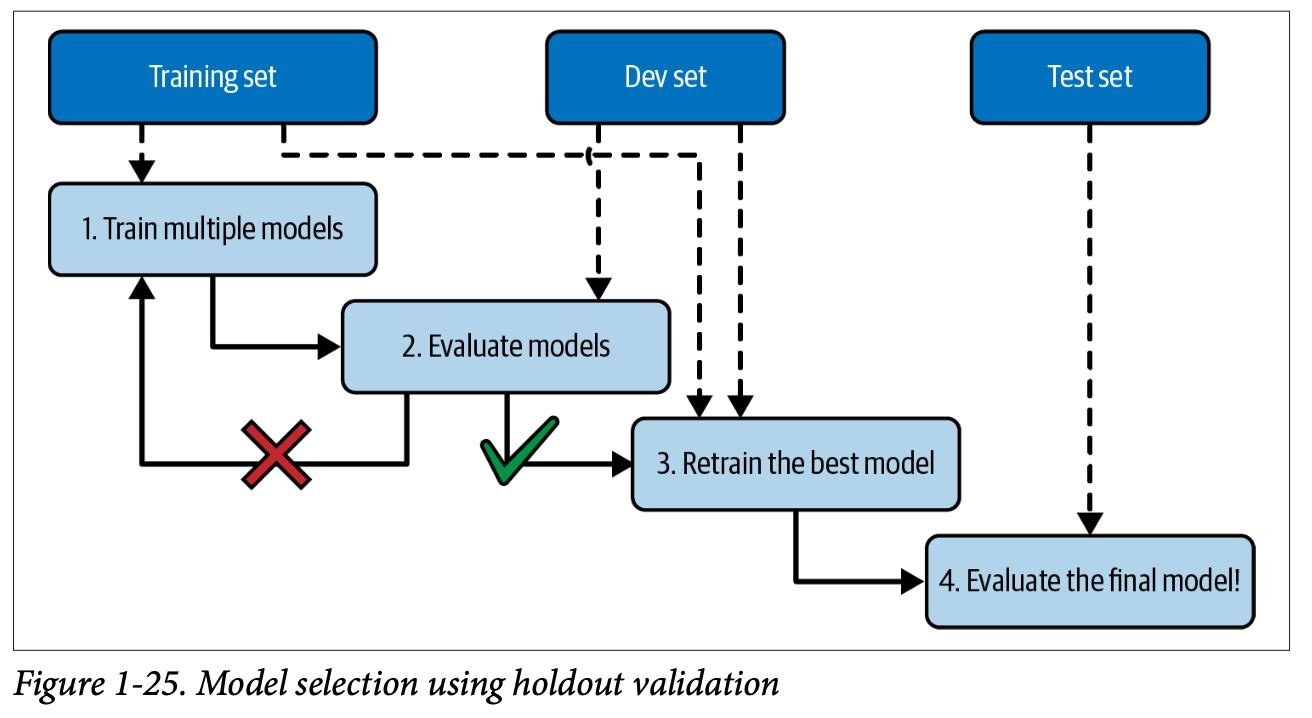 Training set
Dev set
Test set
1. Train multiple models
2. Evaluate models
3. Retrain the best model
4. Evaluate the final model!
Figure 1-25. Model selection using holdout validation